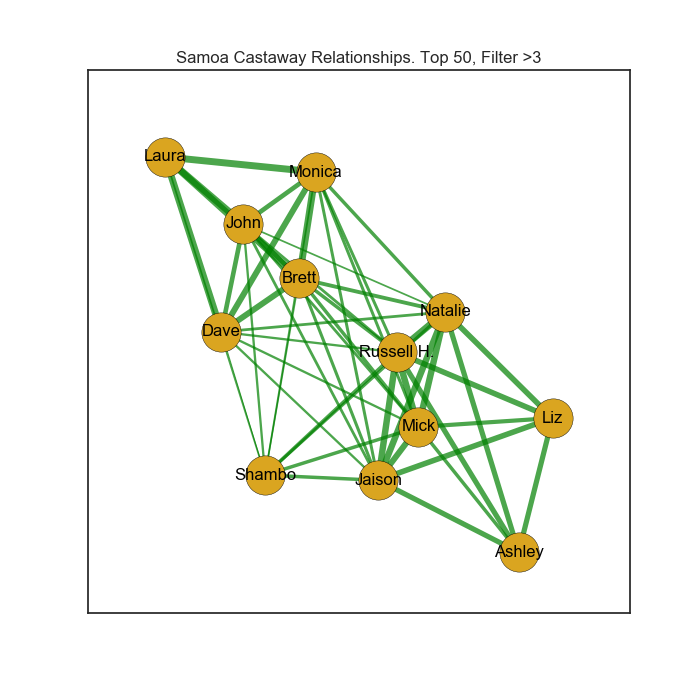 Samoa Castaway Relationships. Top 50, Filter >3
Laura
Monica
John
Brett
Natalie
Dave
Russell H.
Liz
Mick
Shambo
Jaison
Ashley